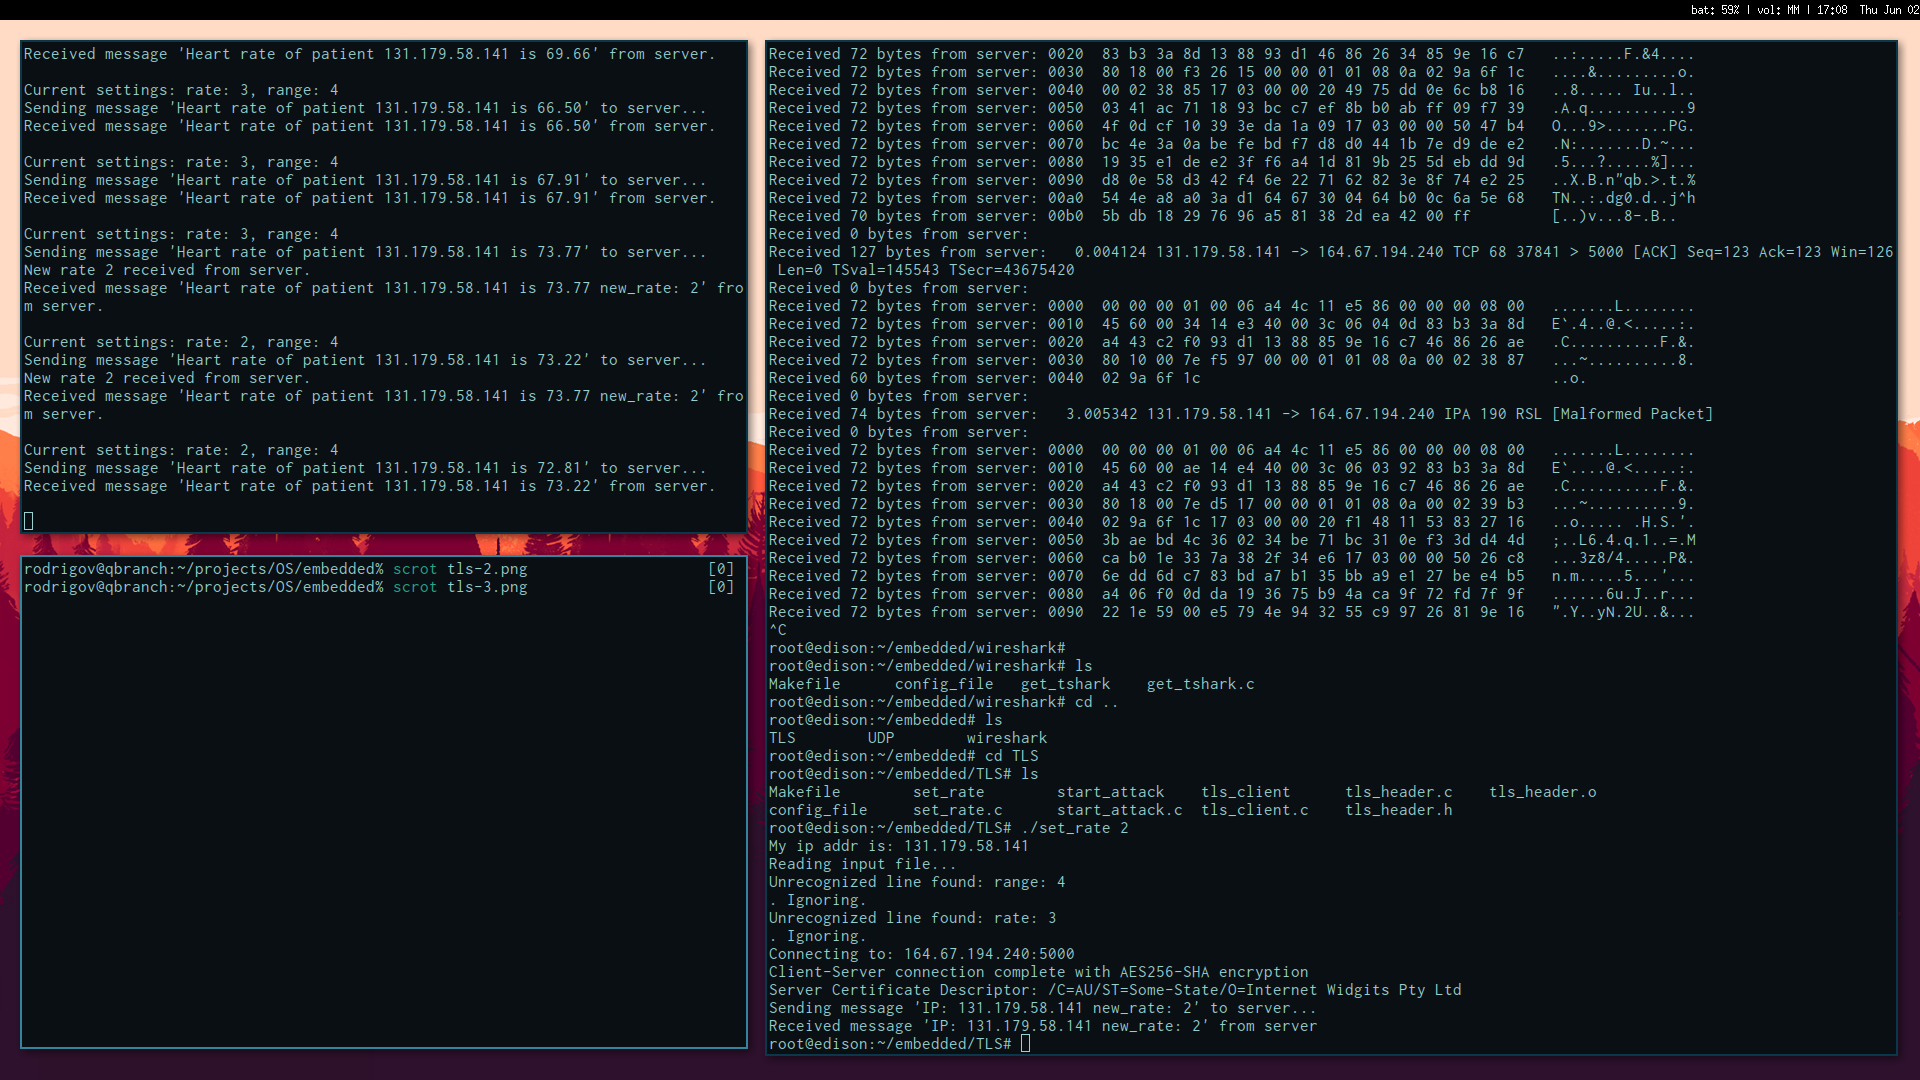 bat: 59% | vol: MM | 17:08  Thu Jun 02
Received message 'Heart rate of patient 131.179.58.141 is 69.66' from server.
Current settings: rate: 3, range: 4
Sending message 'Heart rate of patient 131.179.58.141 is 66.50' to server...
Received message 'Heart rate of patient 131.179.58.141 is 66.50' from server.
Current settings: rate: 3, range: 4
Sending message 'Heart rate of patient 131.179.58.141 is 67.91' to server...
Received message 'Heart rate of patient 131.179.58.141 is 67.91' from server.
Current settings: rate: 3, range: 4
Sending message 'Heart rate of patient 131.179.58.141 is 73.77' to server...
New rate 2 received from server.
Received message 'Heart rate of patient 131.179.58.141 is 73.77 new_rate: 2' fro
m server.
Current settings: rate: 2, range: 4
Sending message 'Heart rate of patient 131.179.58.141 is 73.22' to server...
New rate 2 received from server.
Received message 'Heart rate of patient 131.179.58.141 is 73.77 new_rate: 2' fro
m server.
Current settings: rate: 2, range: 4
Sending message 'Heart rate of patient 131.179.58.141 is 72.81' to server...
Received message 'Heart rate of patient 131.179.58.141 is 73.22' from server.
rodrigov@qbranch:~/projects/OS/embedded% scrot tls-2.png [0]
rodrigov@qbranch:~/projects/OS/embedded% scrot tls-3.png [0]
Received 72 bytes from server: 0020  83 b3 3a 8d 13 88 93 d1 46 86 26 34 85 9e 16 c7   ..:.....F.&4....
Received 72 bytes from server: 0030  80 18 00 f3 26 15 00 00 01 01 08 0a 02 9a 6f 1c   ....&.........o.
Received 72 bytes from server: 0040  00 02 38 85 17 03 00 00 20 49 75 dd 0e 6c b8 16   ..8..... Iu..l..
Received 72 bytes from server: 0050  03 41 ac 71 18 93 bc c7 ef 8b b0 ab ff 09 f7 39   .A.q...........9
Received 72 bytes from server: 0060  4f 0d cf 10 39 3e da 1a 09 17 03 00 00 50 47 b4   O...9>.......PG.
Received 72 bytes from server: 0070  bc 4e 3a 0a be fe bd f7 d8 d0 44 1b 7e d9 de e2   .N:.......D.~...
Received 72 bytes from server: 0080  19 35 e1 de e2 3f f6 a4 1d 81 9b 25 5d eb dd 9d   .5...?.....%]...
Received 72 bytes from server: 0090  d8 0e 58 d3 42 f4 6e 22 71 62 82 3e 8f 74 e2 25   ..X.B.n"qb.>.t.%
Received 72 bytes from server: 00a0  54 4e a8 a0 3a d1 64 67 30 04 64 b0 0c 6a 5e 68   TN..:.dg0.d..j^h
Received 70 bytes from server: 00b0  5b db 18 29 76 96 a5 81 38 2d ea 42 00 ff         [..)v...8-.B..
Received 0 bytes from server:
Received 127 bytes from server:   0.004124 131.179.58.141 -> 164.67.194.240 TCP 68 37841 > 5000 [ACK] Seq=123 Ack=123 Win=126
 Len=0 TSval=145543 TSecr=43675420
Received 0 bytes from server:
Received 72 bytes from server: 0000  00 00 00 01 00 06 a4 4c 11 e5 86 00 00 00 08 00   .......L........
Received 72 bytes from server: 0010  45 60 00 34 14 e3 40 00 3c 06 04 0d 83 b3 3a 8d   E`.4..@.<.....:.
Received 72 bytes from server: 0020  a4 43 c2 f0 93 d1 13 88 85 9e 16 c7 46 86 26 ae   .C..........F.&.
Received 72 bytes from server: 0030  80 10 00 7e f5 97 00 00 01 01 08 0a 00 02 38 87   ...~..........8.
Received 60 bytes from server: 0040  02 9a 6f 1c                                       ..o.
Received 0 bytes from server:
Received 74 bytes from server:   3.005342 131.179.58.141 -> 164.67.194.240 IPA 190 RSL [Malformed Packet]
Received 0 bytes from server:
Received 72 bytes from server: 0000  00 00 00 01 00 06 a4 4c 11 e5 86 00 00 00 08 00   .......L........
Received 72 bytes from server: 0010  45 60 00 ae 14 e4 40 00 3c 06 03 92 83 b3 3a 8d   E`....@.<.....:.
Received 72 bytes from server: 0020  a4 43 c2 f0 93 d1 13 88 85 9e 16 c7 46 86 26 ae   .C..........F.&.
Received 72 bytes from server: 0030  80 18 00 7e d5 17 00 00 01 01 08 0a 00 02 39 b3   ...~..........9.
Received 72 bytes from server: 0040  02 9a 6f 1c 17 03 00 00 20 f1 48 11 53 83 27 16   ..o..... .H.S.'.
Received 72 bytes from server: 0050  3b ae bd 4c 36 02 34 be 71 bc 31 0e f3 3d d4 4d   ;..L6.4.q.1..=.M
Received 72 bytes from server: 0060  ca b0 1e 33 7a 38 2f 34 e6 17 03 00 00 50 26 c8   ...3z8/4.....P&.
Received 72 bytes from server: 0070  6e dd 6d c7 83 bd a7 b1 35 bb a9 e1 27 be e4 b5   n.m.....5...'...
Received 72 bytes from server: 0080  a4 06 f0 0d da 19 36 75 b9 4a ca 9f 72 fd 7f 9f   ......6u.J..r...
Received 72 bytes from server: 0090  22 1e 59 00 e5 79 4e 94 32 55 c9 97 26 81 9e 16   ".Y..yN.2U..&...
^C
root@edison:~/embedded/wireshark#
root@edison:~/embedded/wireshark# ls
Makefile      config_file   get_tshark    get_tshark.c
root@edison:~/embedded/wireshark# cd ..
root@edison:~/embedded# ls
TLS        UDP        wireshark
root@edison:~/embedded# cd TLS
root@edison:~/embedded/TLS# ls
Makefile        set_rate        start_attack    tls_client      tls_header.c    tls_header.o
config_file     set_rate.c      start_attack.c  tls_client.c    tls_header.h
root@edison:~/embedded/TLS# ./set_rate 2
My ip addr is: 131.179.58.141
Reading input file...
Unrecognized line found: range: 4
. Ignoring.
Unrecognized line found: rate: 3
. Ignoring.
Connecting to: 164.67.194.240:5000
Client-Server connection complete with AES256-SHA encryption
Server Certificate Descriptor: /C=AU/ST=Some-State/O=Internet Widgits Pty Ltd
Sending message 'IP: 131.179.58.141 new_rate: 2' to server...
Received message 'IP: 131.179.58.141 new_rate: 2' from server
root@edison:~/embedded/TLS#